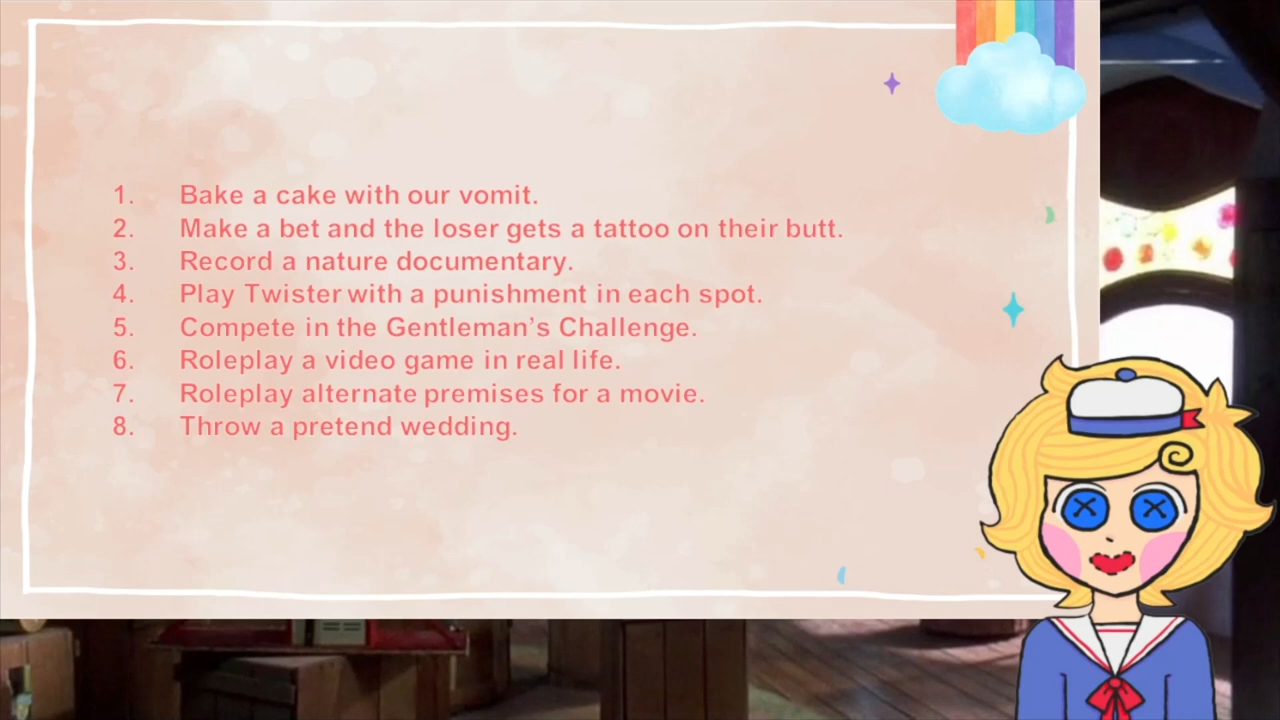 1. Bake a cake with our vomit.
2. Make a bet and the loser gets a tattoo on their butt.
3. Record a nature documentary.
4. Play Twister with a punishment in each spot.
5. Compete in the Gentleman’s Challenge.
6. Roleplay a video game in real life.
7. Roleplay alternate premises for a movie.
8. Throw a pretend wedding.